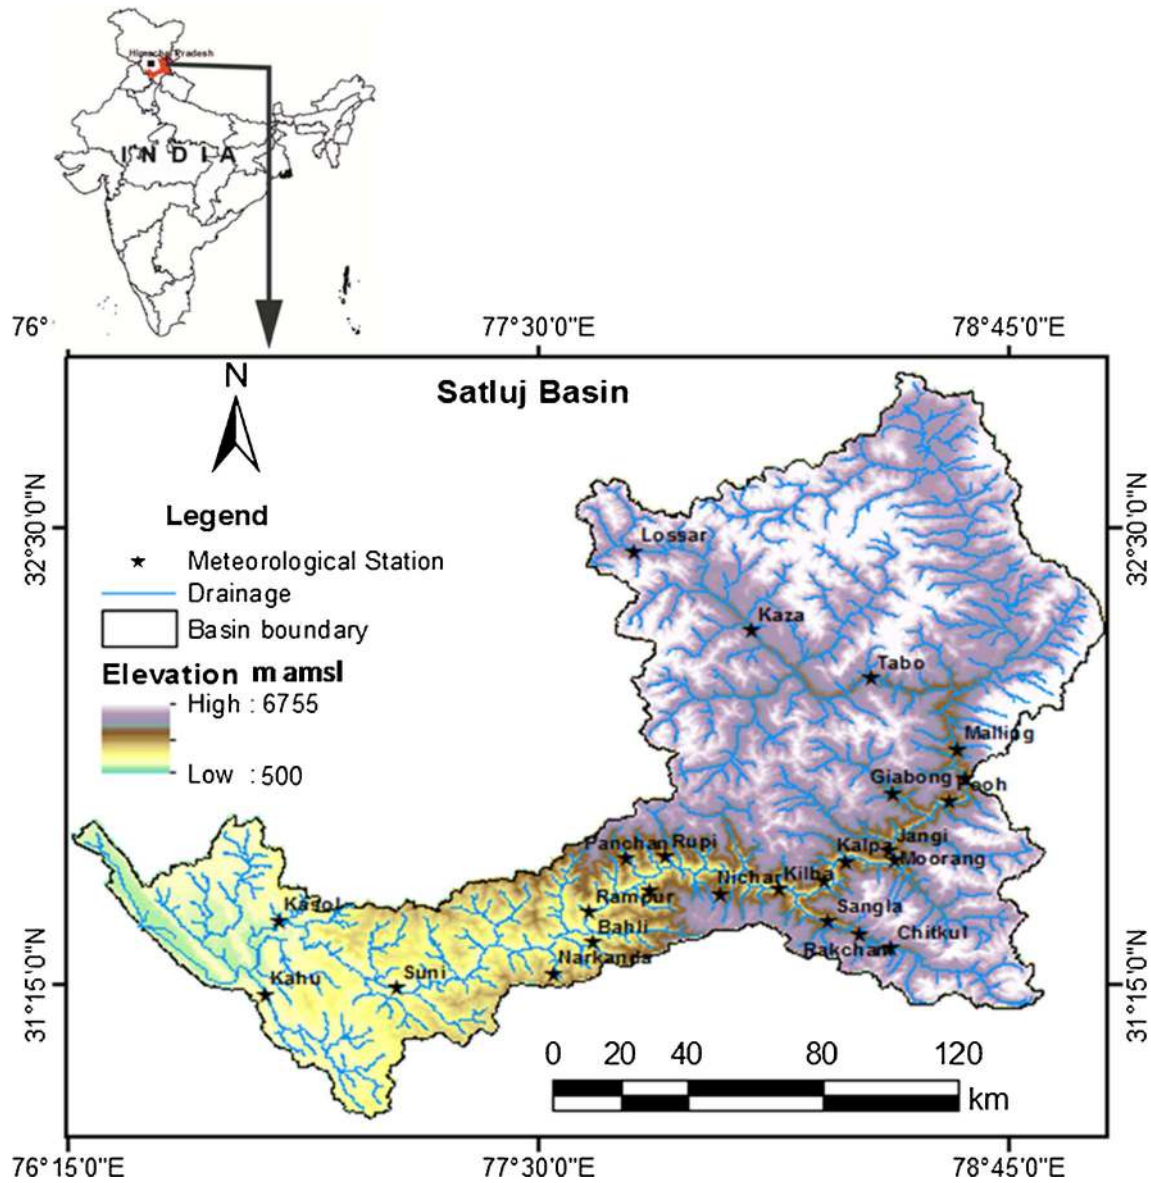 Himachal Pradesh
INDIA
76°
77°30'0"E
78°45'0"E
N
Satluj Basin
32°30'0"N
32°30'0"N
Legend
Meteorological Station
Drainage
Basin boundary
Elevation m amsl
High : 6755
Low : 500
Lossar
Kaza
Tabo
Malling
Giabong
Pooh
Jangi
Kalpa
Moorang
Panchan
Rupi
Nichar
Kilba
Rampur
Sangla
Bahli
Chitkul
Rakcham
Narkanda
Kasol
Suni
Kahu
31°15'0"N
31°15'0"N
0
20
40
80
120
km
76°15'0"E
77°30'0"E
78°45'0"E